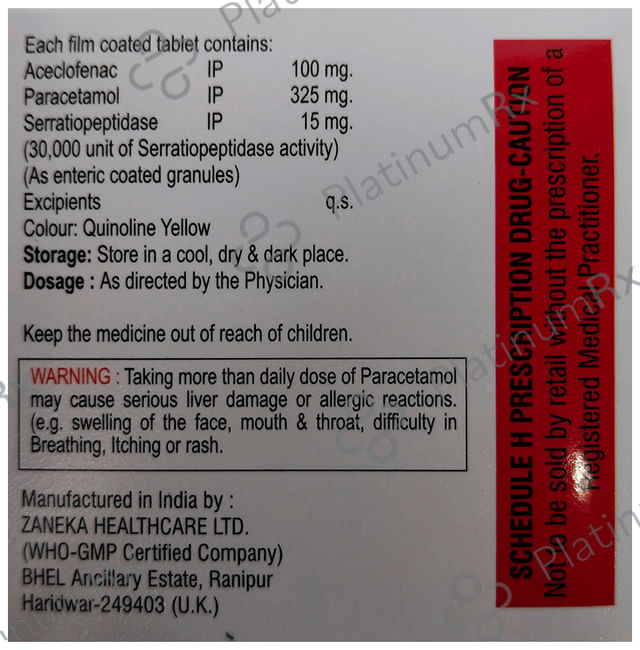 Each film coated tablet contains:
Aceclofenac IP 100 mg.
Paracetamol IP 325 mg.
Serratiopeptidase IP 15 mg.
(30,000 unit of Serratiopeptidase activity)
(As enteric coated granules)
Excipients q.s.
Colour: Quinoline Yellow
Storage: Store in a cool, dry & dark place.
Dosage : As directed by the Physician.
Keep the medicine out of reach of children.
WARNING : Taking more than daily dose of Paracetamol
may cause serious liver damage or allergic reactions.
(e.g. swelling of the face, mouth & throat, difficulty in
Breathing, Itching or rash.
Manufactured in India by :
ZANEKA HEALTHCARE LTD.
(WHO-GMP Certified Company)
BHEL Ancillary Estate, Ranipur
Haridwar-249403 (U.K.)
SCHEDULE H PRESCRIPTION DRUG-CAUTION
Not to be sold by retail without the prescription of a
Registered Medical Practitioner.
PlatinumRx
PlatinumRx
PlatinumRx
Platinum